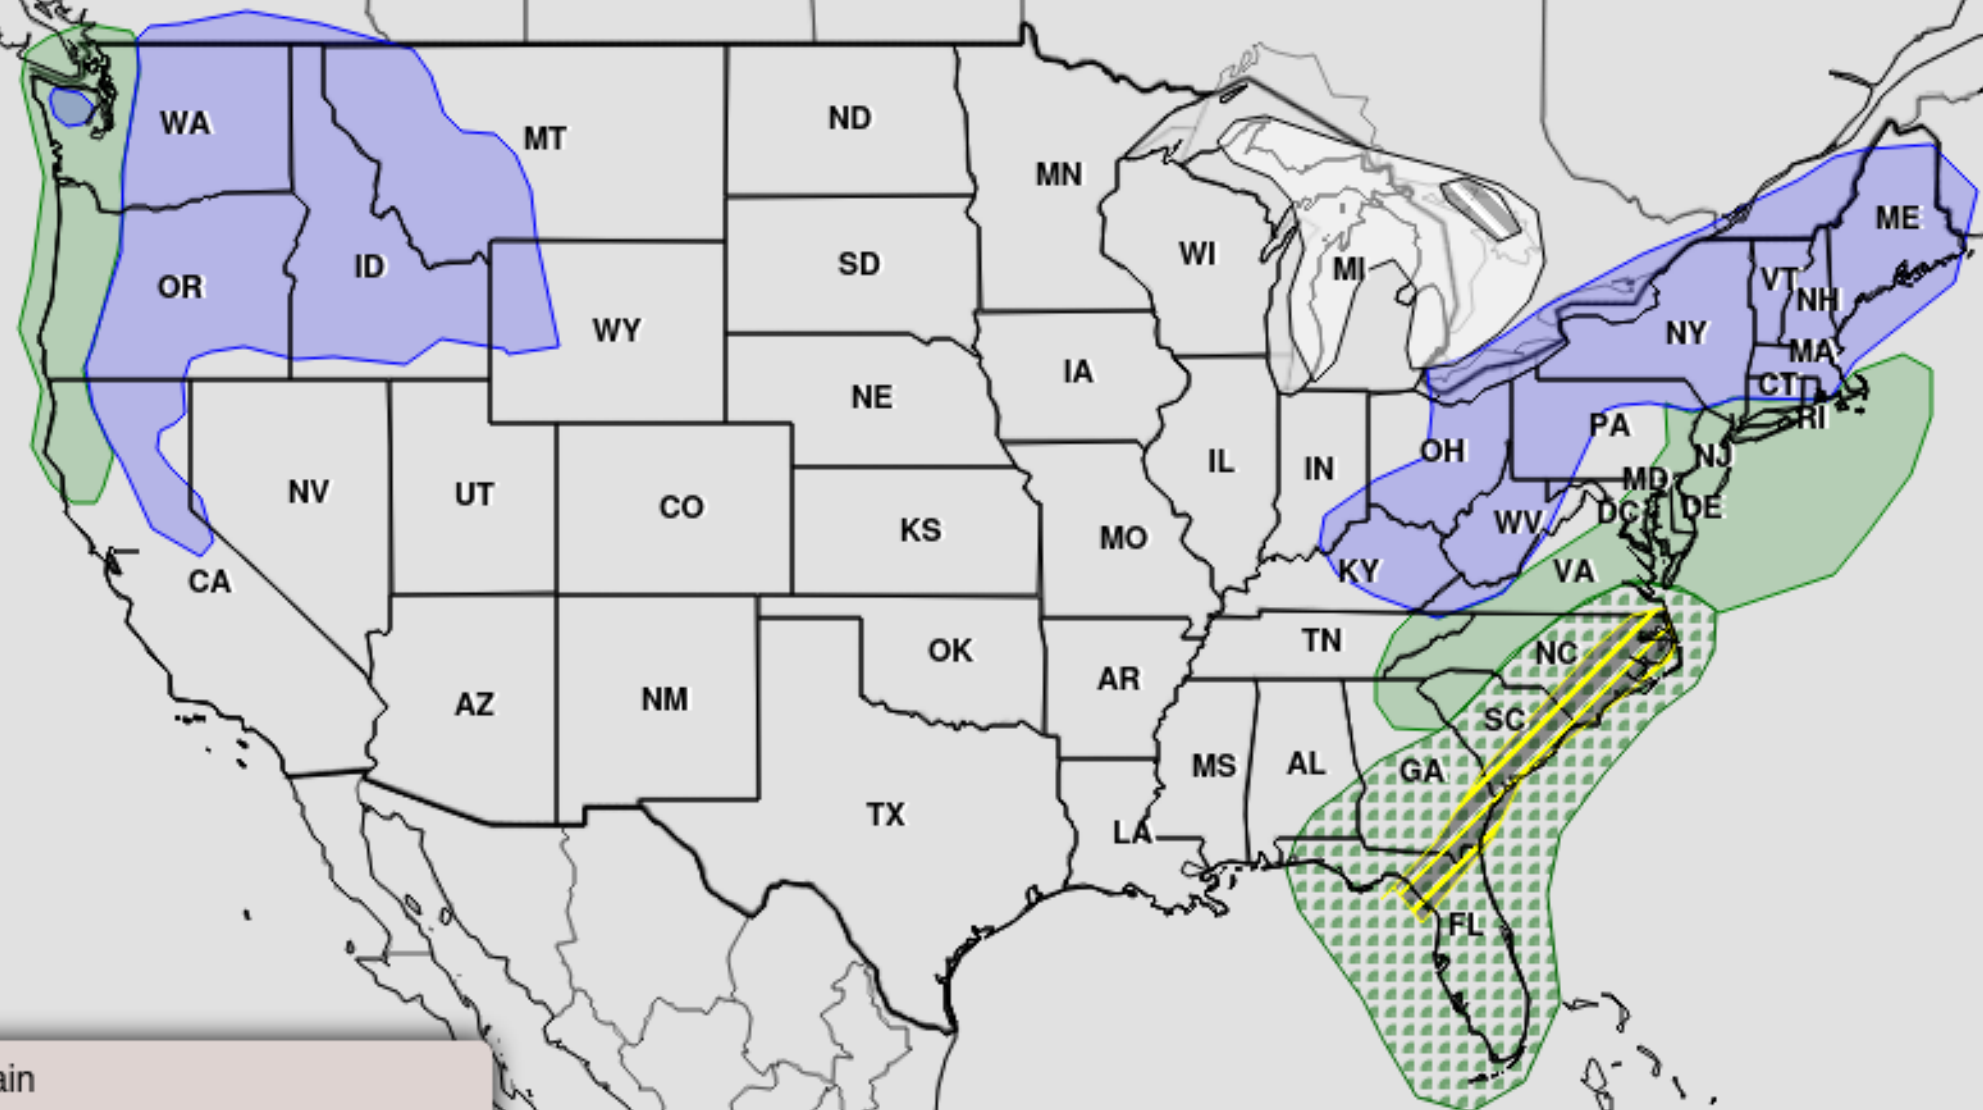 WA
MT
ND
MN
ME
OR
ID
SD
WI
MI
VT
NH
NY
WY
MA
IA
CT
NE
RI
PA
OH
NJ
IL
IN
MD
NV
UT
CO
DE
DC
WV
KS
MO
CA
KY
VA
TN
OK
NC
AR
AZ
NM
SC
MS
AL
GA
TX
LA
FL
ain